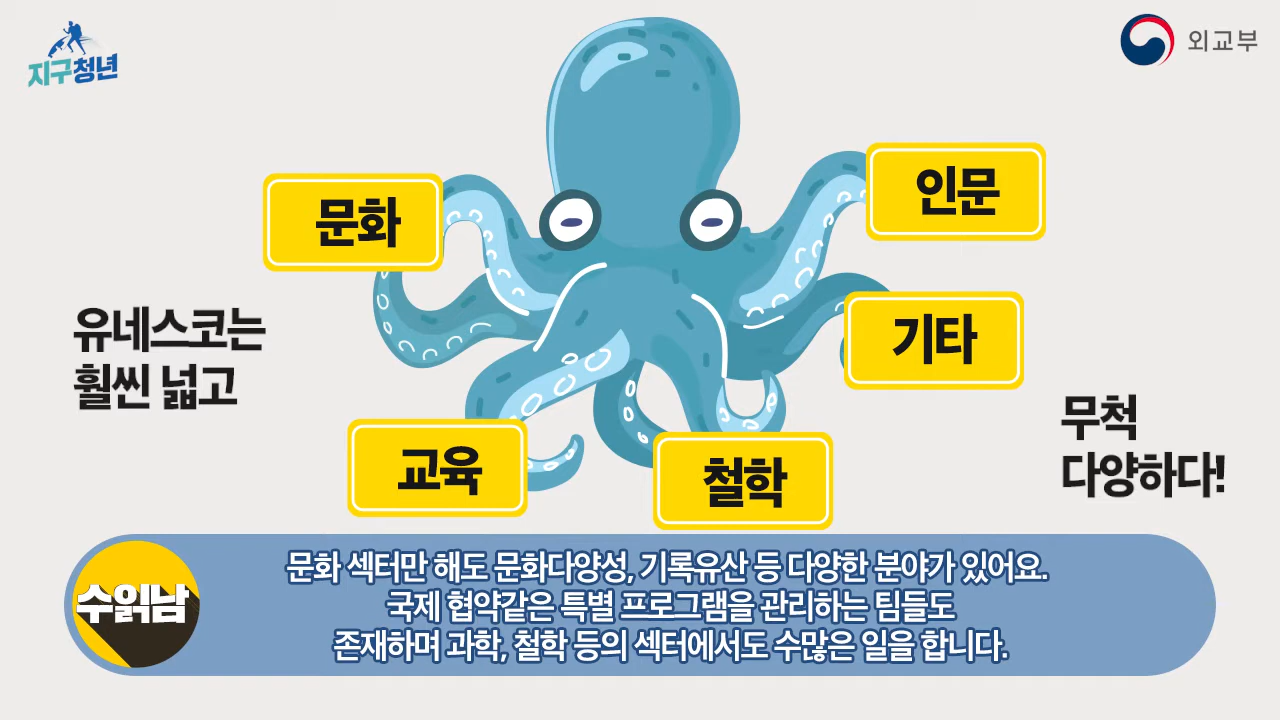 지구청년
외교부
문화
인문
유네스코는
훨씬 넓고
기타
무척
다양하다!
교육
철학
수읽남
문화 섹터만 해도 문화다양성, 기록유산 등 다양한 분야가 있어요.
국제 협약같은 특별 프로그램을 관리하는 팀들도
존재하며 과학, 철학 등의 섹터에서도 수많은 일을 합니다.